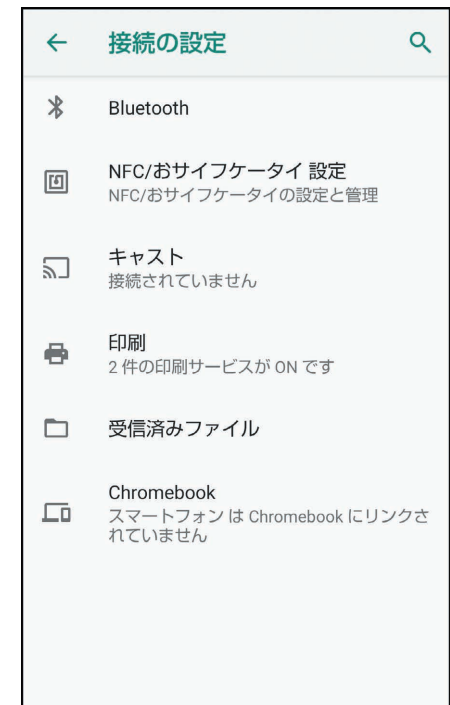 接続の設定
Bluetooth
NFC/おサイフケータイ 設定
NFC/おサイフケータイの設定と管理
キャスト
接続されていません
印刷
2 件の印刷サービスが ON です
受信済みファイル
Chromebook
スマートフォン は Chromebook にリンクさ
れていません